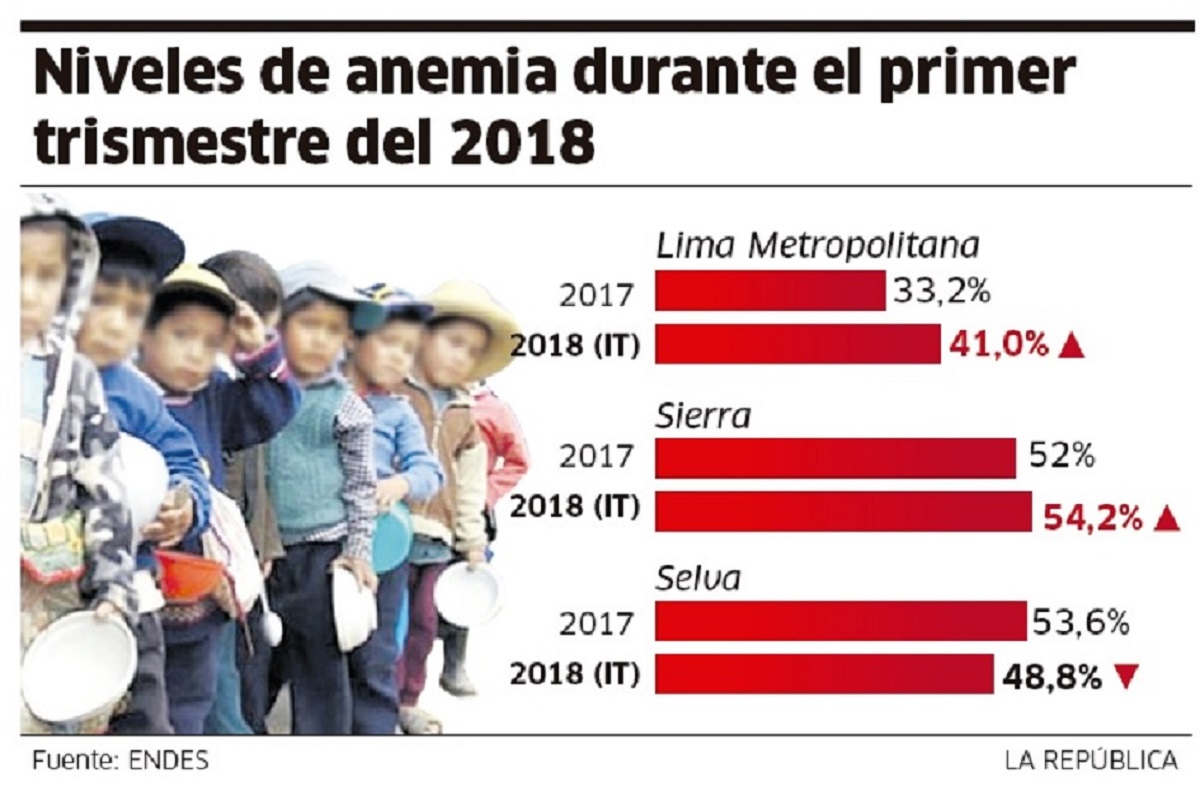 Niveles de anemia durante el primer
trismestre del 2018
Lima Metropolitana
2017 33,2%
2018 (IT) 41,0% ▲
Sierra
2017 52%
2018 (IT) 54,2% ▲
Selva
2017 53,6%
2018 (IT) 48,8% ▼
Fuente: ENDES
LA REPÚBLICA